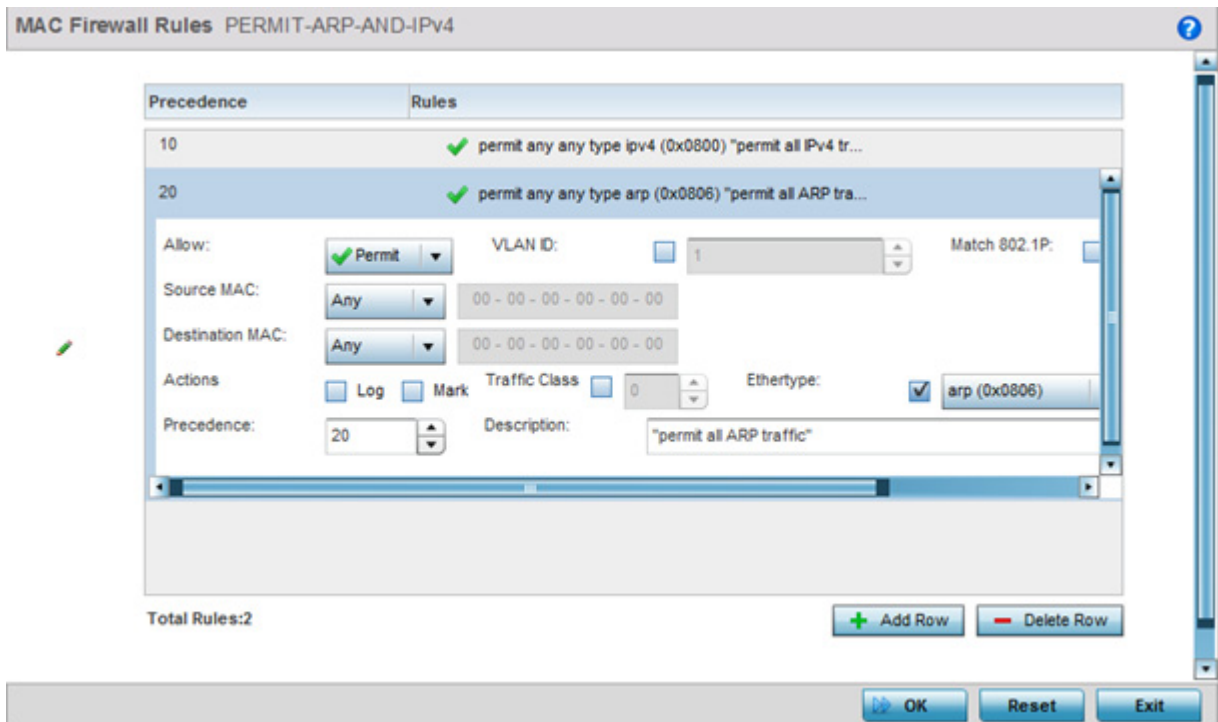 MAC Firewall Rules PERMIT-ARP-AND-IPv4 ?
Precedence Rules
10 permit any any type ipv4 (0x0800) "permit all IPv4 tr...
20 permit any any type arp (0x0806) "permit all ARP tra...
Allow: Permit VLAN ID: 1 Match 802.1P:
Source MAC: Any 00 - 00 - 00 - 00 - 00 - 00
Destination MAC: Any 00 - 00 - 00 - 00 - 00 - 00
Actions Log Mark Traffic Class 0 Ethertype: arp (0x0806)
Precedence: 20 Description: "permit all ARP traffic"
Total Rules:2 Add Row Delete Row
OK Reset Exit